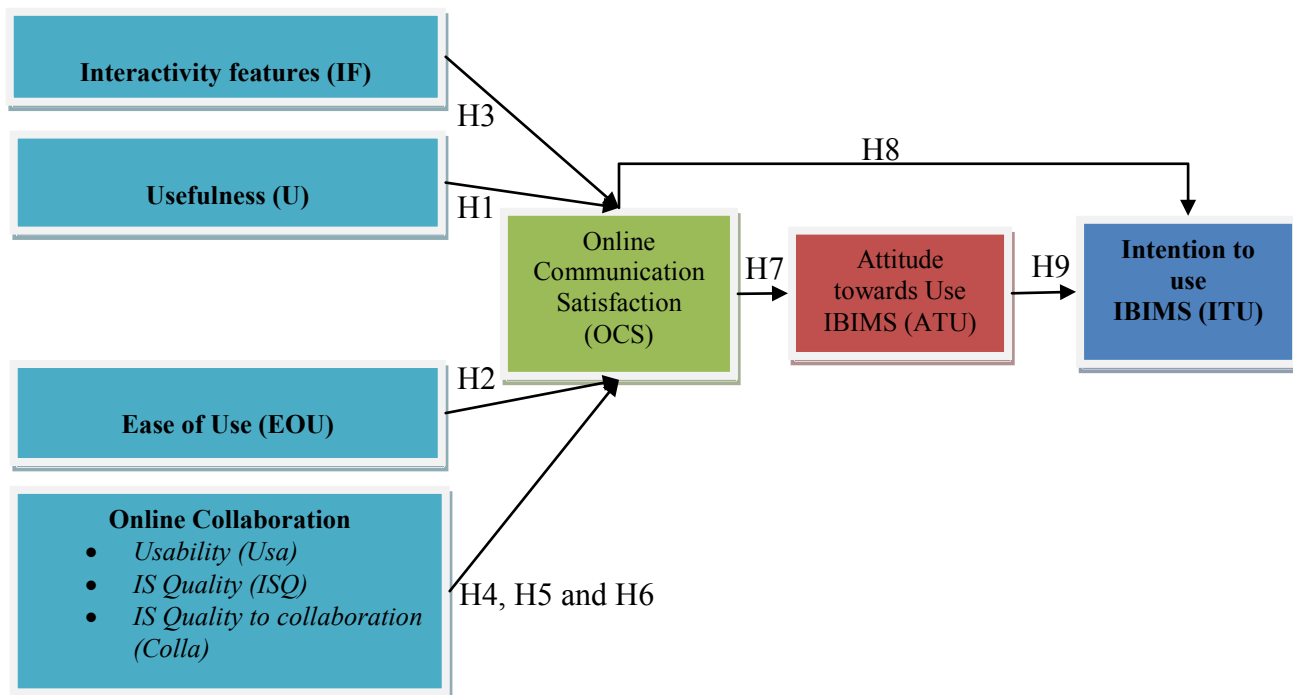 Interactivity features (IF)
H3
Usefulness (U)
H1
H8
Online
Communication
Satisfaction
(OCS)
H7
Attitude
towards Use
IBIMS (ATU)
H9
Intention to
use
IBIMS (ITU)
H2
Ease of Use (EOU)
Online Collaboration
• Usability (Usa)
• IS Quality (ISQ)
• IS Quality to collaboration
(Colla)
H4, H5 and H6